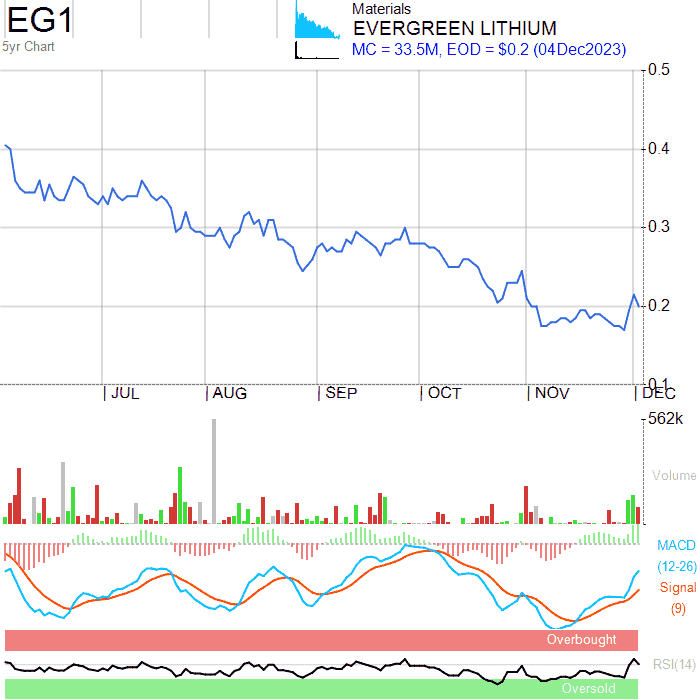 EG1
5yr Chart
Materials
EVERGREEN LITHIUM
MC = 33.5M, EOD = $0.2 (04Dec2023)
0.5
0.4
0.3
0.2
0.1
JUL AUG SEP OCT NOV DEC
562k
Volume
MACD
(12-26)
Signal
(9)
Overbought
RSI(14)
Oversold